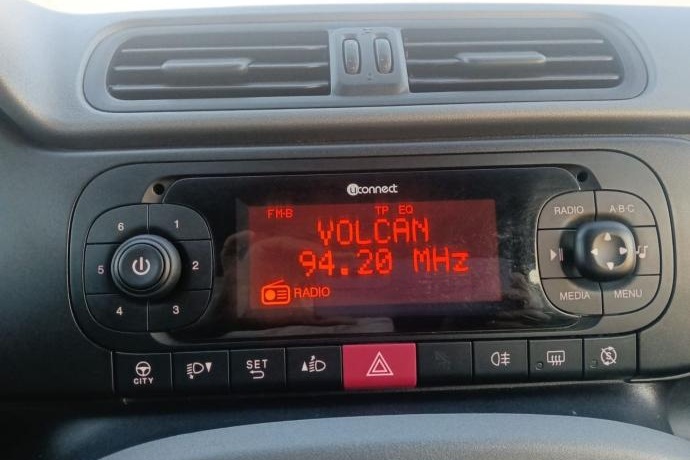 uconnect
FM-B TP EQ
VOLCAN
94.20 MHz
RADIO
6 1
5 2
4 3
RADIO A·B·C
MEDIA MENU
CITY
SET